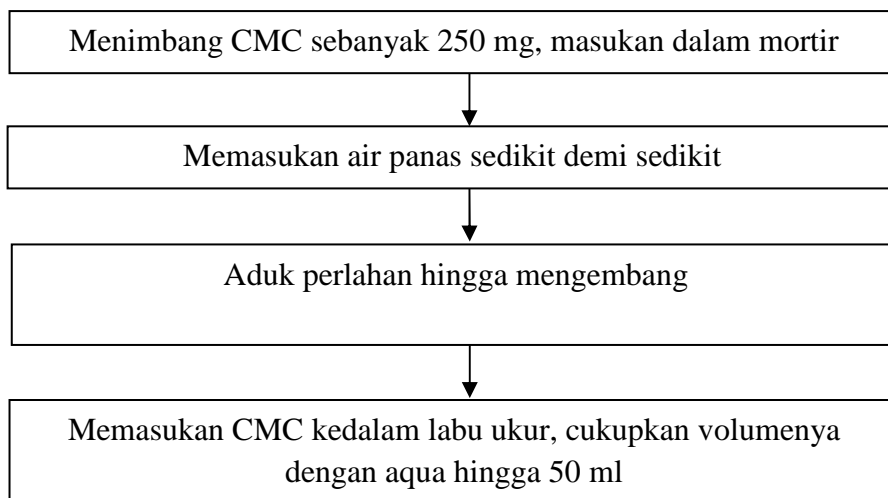 Menimbang CMC sebanyak 250 mg, masukan dalam mortir
Memasukan air panas sedikit demi sedikit
Aduk perlahan hingga mengembang
Memasukan CMC kedalam labu ukur, cukupkan volumenya
dengan aqua hingga 50 ml